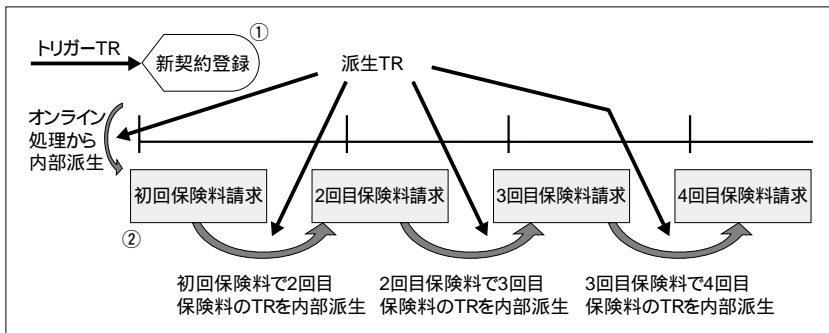 ①
トリガーTR
新契約登録
派生TR
オンライン
処理から
内部派生
初回保険料請求
2回目保険料請求
3回目保険料請求
4回目保険料請求
②
初回保険料で2回目
保険料のTRを内部派生
2回目保険料で3回目
保険料のTRを内部派生
3回目保険料で4回目
保険料のTRを内部派生